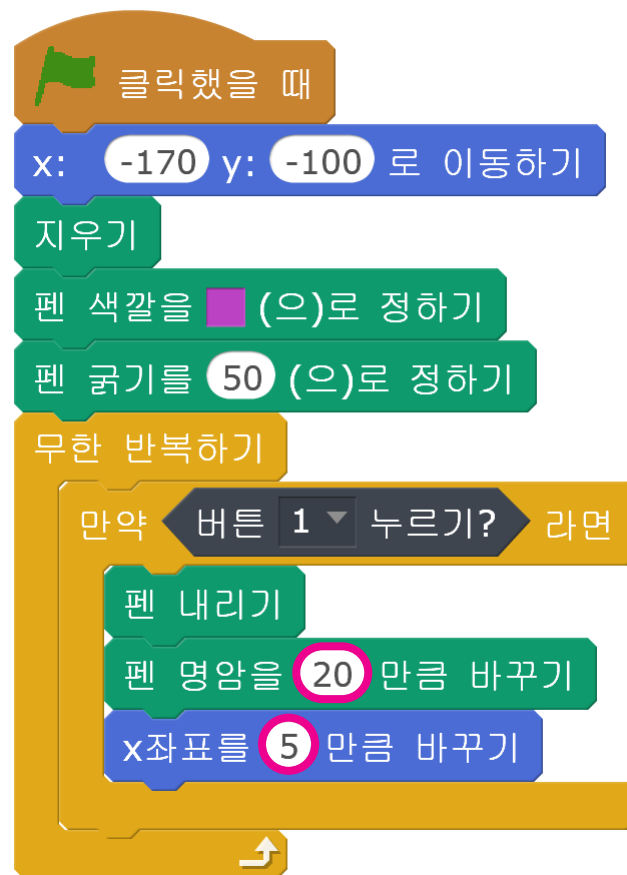 클릭했을 때
x: -170 y: -100 로 이동하기
지우기
펜 색깔을 (으)로 정하기
펜 굵기를 50 (으)로 정하기
무한 반복하기
만약 버튼 1 누르기? 라면
펜 내리기
펜 명암을 20 만큼 바꾸기
x좌표를 5 만큼 바꾸기